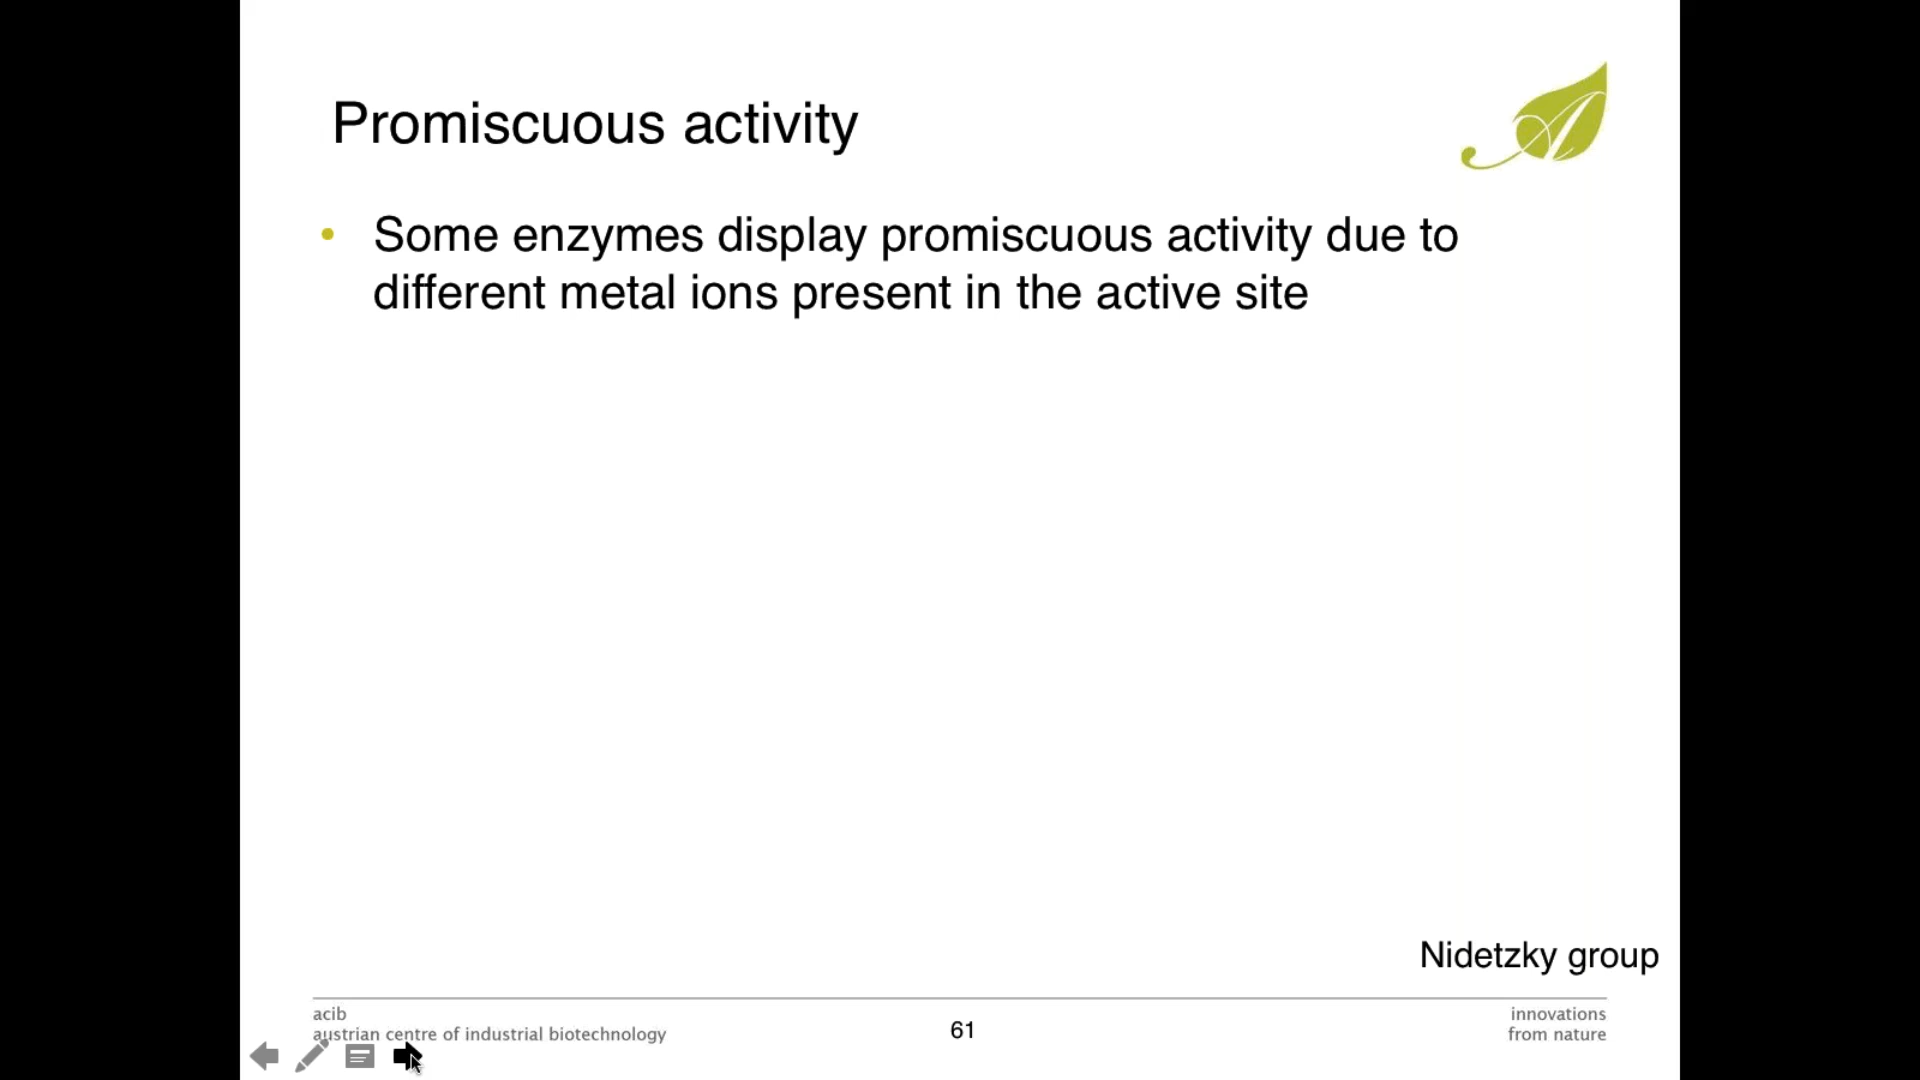 Promiscuous activity
• Some enzymes display promiscuous activity due to
different metal ions present in the active site
Nidetzky group
acib
austrian centre of industrial biotechnology
61
innovations
from nature